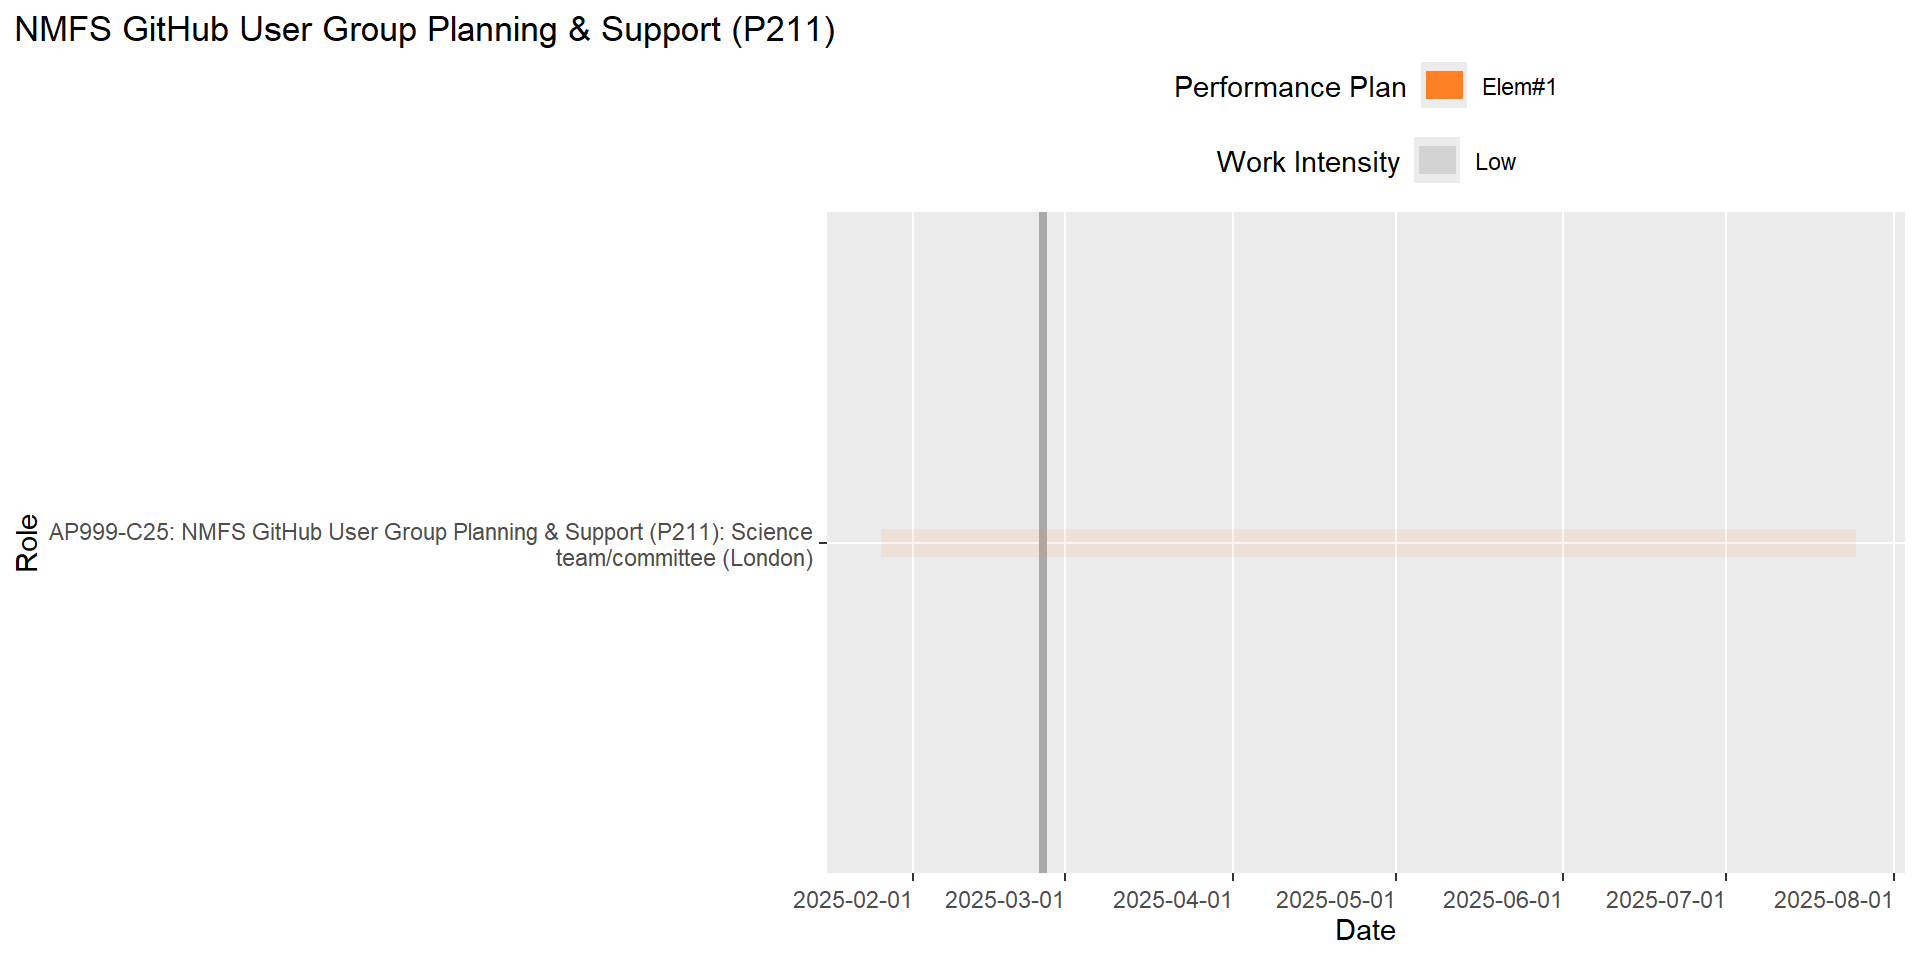 NMFS GitHub User Group Planning & Support (P211)
Performance Plan
Elem#1
Work Intensity
Low
Role
AP999-C25: NMFS GitHub User Group Planning & Support (P211): Science
team/committee (London)
2025-02-01
2025-03-01
2025-04-01
2025-05-01
2025-06-01
2025-07-01
2025-08-01
Date